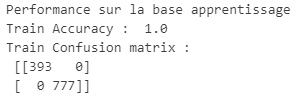 Performance sur la base apprentissage
Train Accuracy :  1.0
Train Confusion matrix :
 [[393   0]
 [  0 777]]